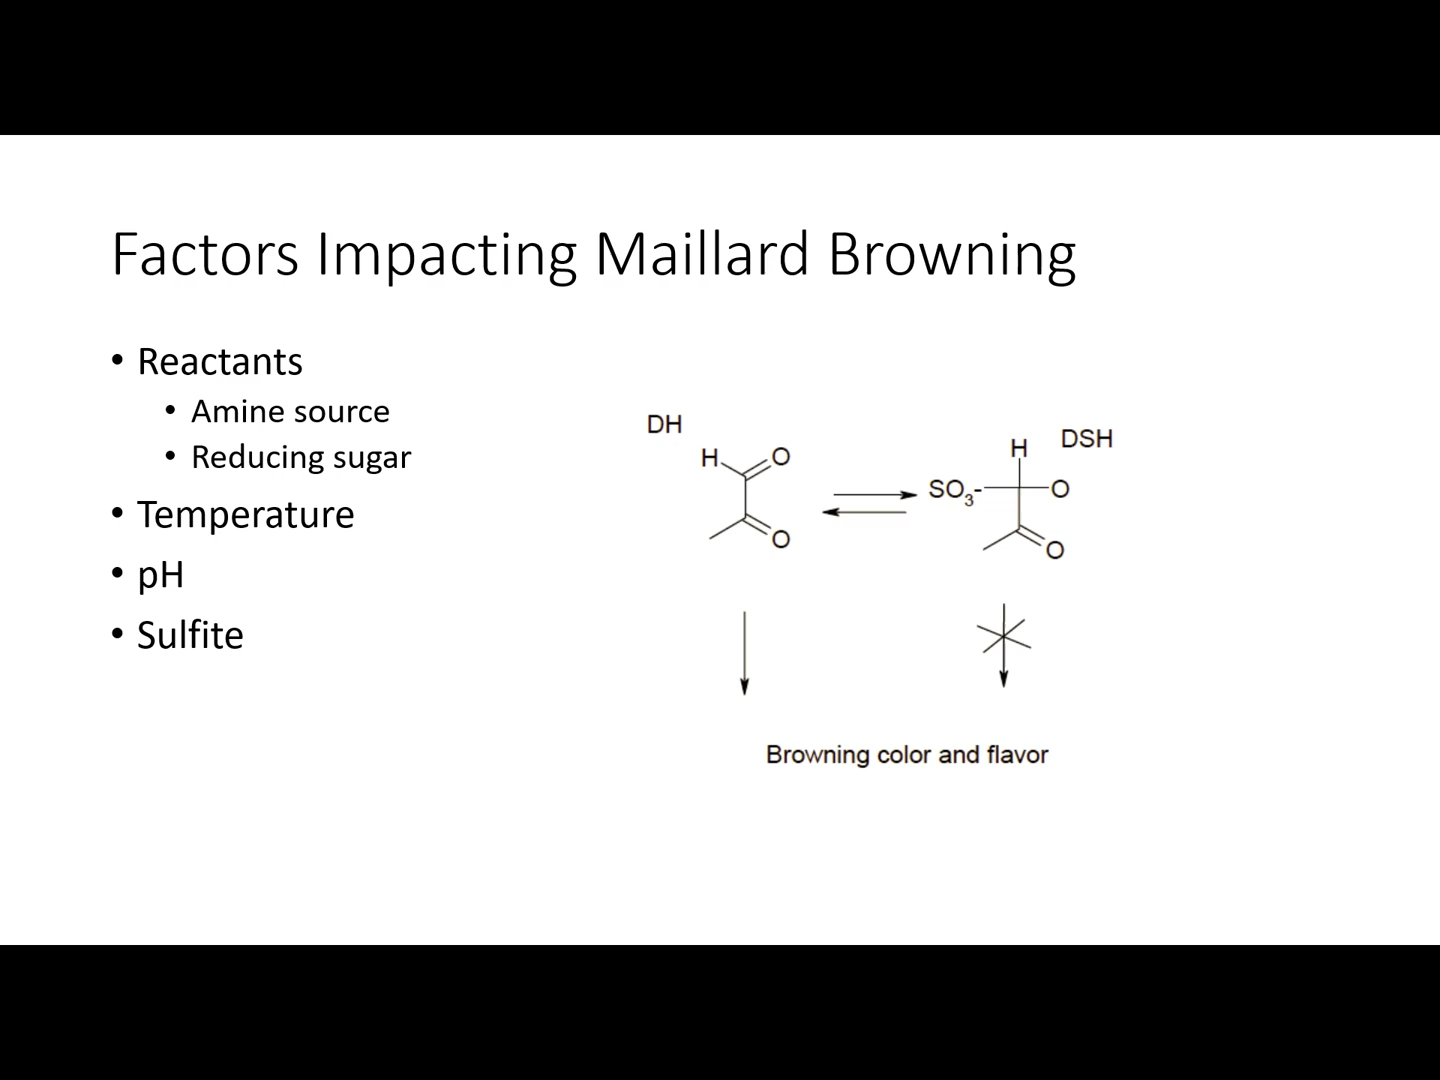 Factors Impacting Maillard Browning
• Reactants
• Amine source
• Reducing sugar
• Temperature
• pH
• Sulfite
DH
H O
O
H DSH
SO3- O
O
Browning color and flavor